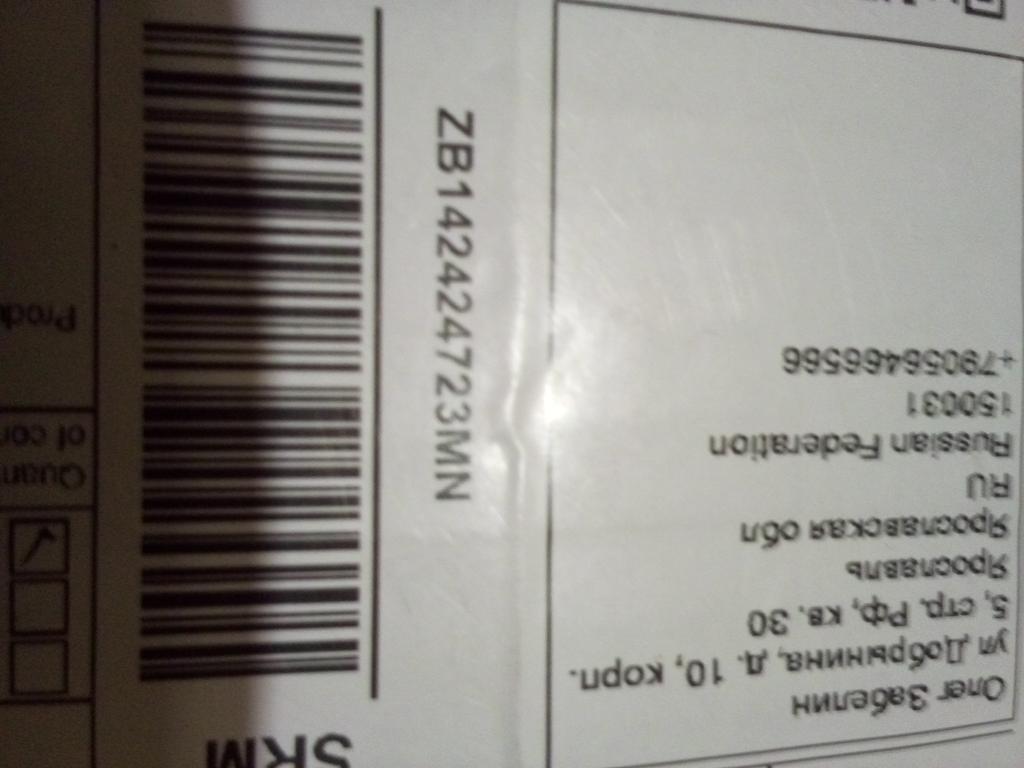 Олег Забелин
ул Добрынина, д. 10, корп.
5, стр. Рф, кв. 30
Ярославль
Ярославская обл
RU
Russian Federation
150031
+79056466566
ZB142424723MN
SRM